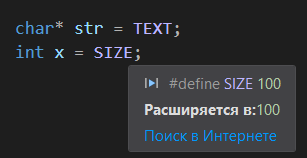 char* str = TEXT;
int x = SIZE;
#define SIZE 100
Расширяется в:100
Поиск в Интернете